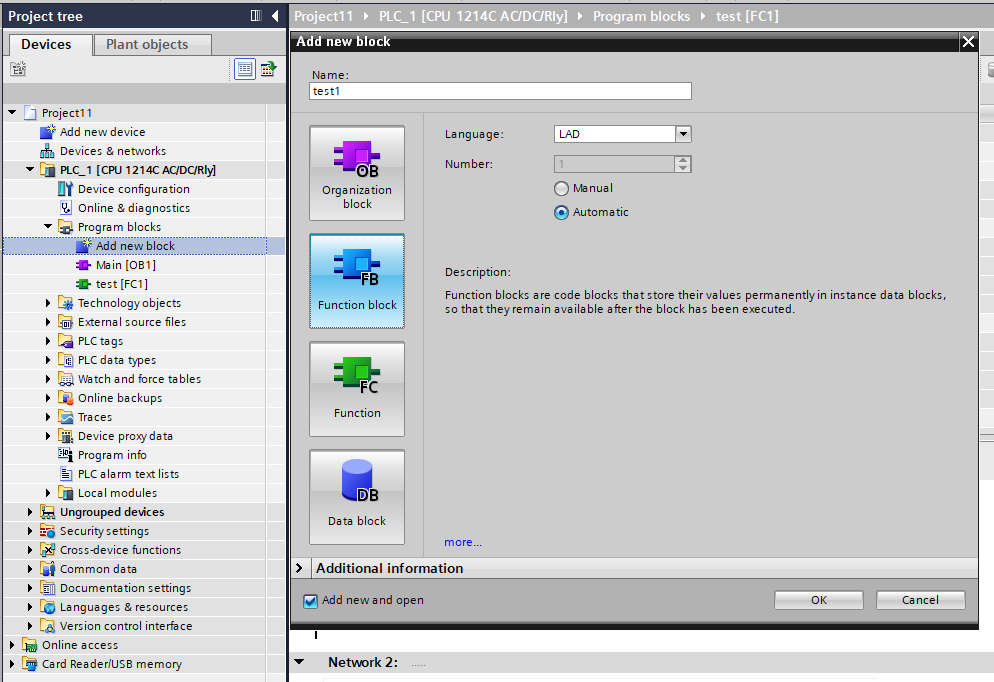 Project tree
Devices
Plant objects
Project11
Add new device
Devices & networks
PLC_1 [CPU 1214C AC/DC/Rly]
Device configuration
Online & diagnostics
Program blocks
Add new block
Main [OB1]
test [FC1]
Technology objects
External source files
PLC tags
PLC data types
Watch and force tables
Online backups
Traces
Device proxy data
Program info
PLC alarm text lists
Local modules
Ungrouped devices
Security settings
Cross-device functions
Common data
Documentation settings
Languages & resources
Version control interface
Online access
Card Reader/USB memory
Project11 PLC_1 [CPU 1214C AC/DC/Rly] Program blocks test [FC1]
Add new block
Name:
test1
OB
Organization
block
FB
Function block
FC
Function
DB
Data block
Language: LAD
Number: 1
Manual
Automatic
Description:
Function blocks are code blocks that store their values permanently in instance data blocks,
so that they remain available after the block has been executed.
more...
Additional information
Add new and open
OK
Cancel
Network 2: .....